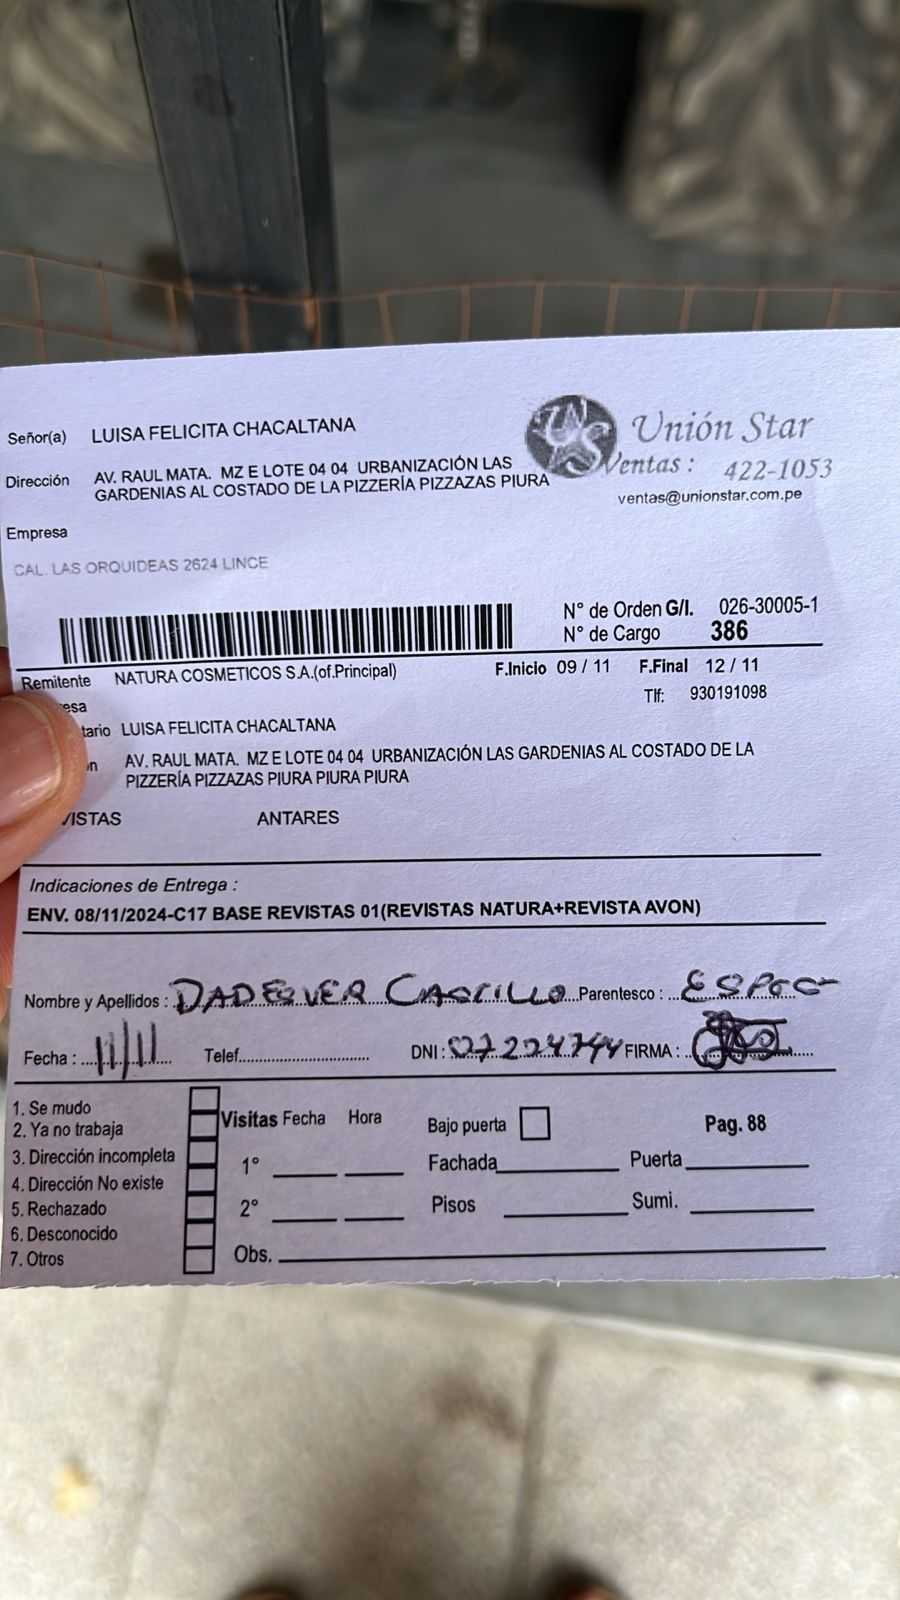 Señor(a) LUISA FELICITA CHACALTANA
Unión Star
Ventas : 422-1053
ventas@unionstar.com.pe
Dirección AV. RAUL MATA. MZ E LOTE 04 04 URBANIZACIÓN LAS
GARDENIAS AL COSTADO DE LA PIZZERÍA PIZZAZAS PIURA
Empresa
CAL. LAS ORQUIDEAS 2624 LINCE
N° de Orden G/I. 026-30005-1
N° de Cargo 386
Remitente NATURA COSMETICOS S.A.(of.Principal) F.Inicio 09 / 11 F.Final 12 / 11
esa Tlf: 930191098
tario LUISA FELICITA CHACALTANA
n AV. RAUL MATA. MZ E LOTE 04 04 URBANIZACIÓN LAS GARDENIAS AL COSTADO DE LA
PIZZERÍA PIZZAZAS PIURA PIURA PIURA
VISTAS ANTARES
Indicaciones de Entrega :
ENV. 08/11/2024-C17 BASE REVISTAS 01(REVISTAS NATURA+REVISTA AVON)
Nombre y Apellidos : CASTILLO Parentesco :
Fecha : 11/11 Telef. DNI : FIRMA :
1. Se mudo
2. Ya no trabaja
3. Dirección incompleta
4. Dirección No existe
5. Rechazado
6. Desconocido
7. Otros
Visitas Fecha Hora
1°
2°
Obs.
Bajo puerta Pag. 88
Fachada Puerta
Pisos Sumi.